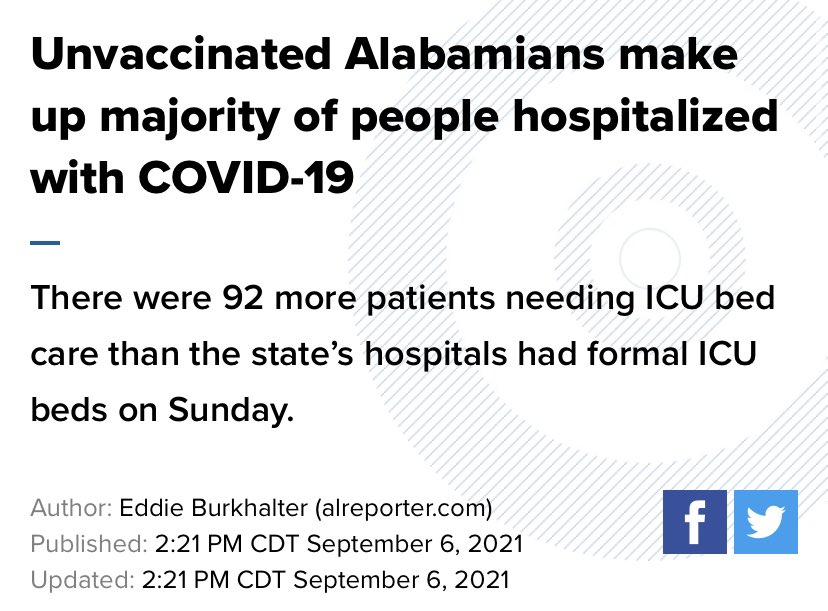 Unvaccinated Alabamians make
up majority of people hospitalized
with COVID-19
There were 92 more patients needing ICU bed
care than the state’s hospitals had formal ICU
beds on Sunday.
Author: Eddie Burkhalter (alreporter.com)
Published: 2:21 PM CDT September 6, 2021
Updated: 2:21 PM CDT September 6, 2021